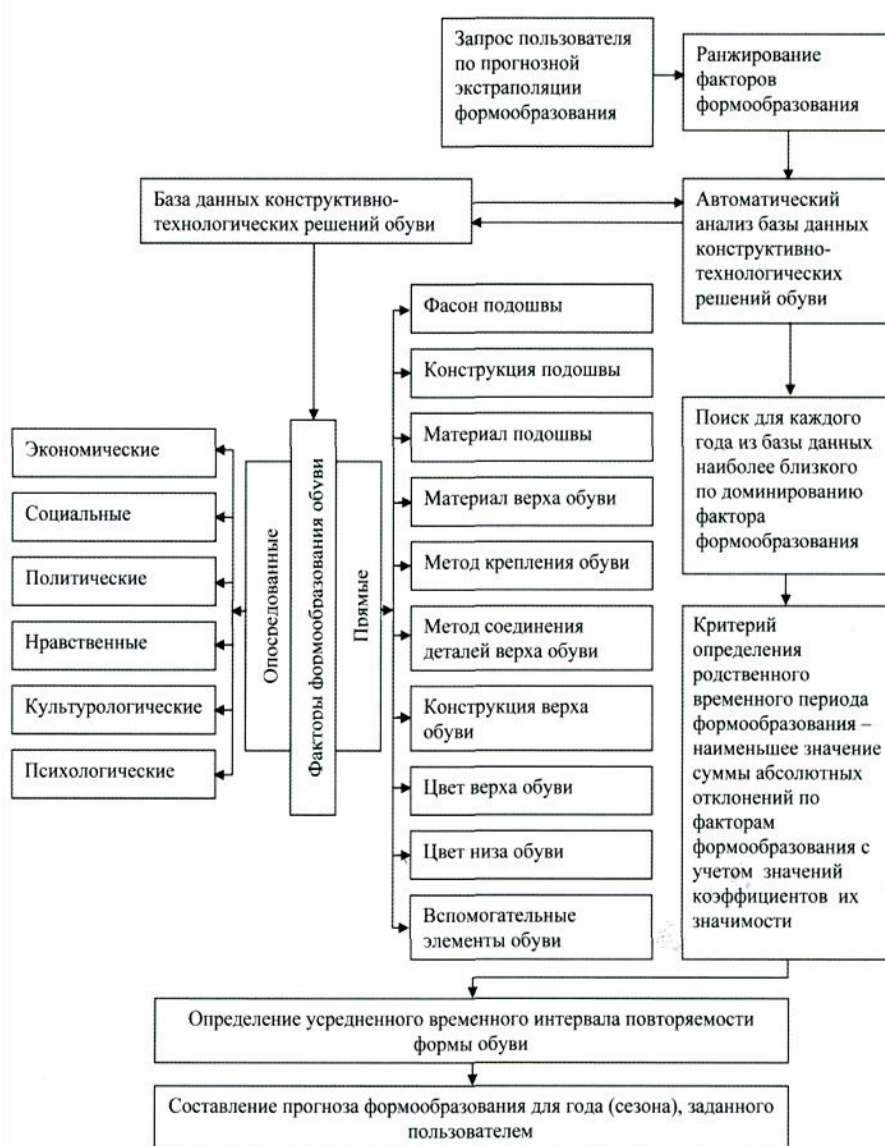 Запрос пользователя
по прогнозной
экстраполяции
формообразования
Ранжирование
факторов
формообразования
База данных конструктивно-
технологических решений обуви
Автоматический
анализ базы данных
конструктивно-
технологических
решений обуви
Фасон подошвы
Конструкция подошвы
Материал подошвы
Материал верха обуви
Метод крепления обуви
Метод соединения
деталей верха обуви
Конструкция верха
обуви
Цвет верха обуви
Цвет низа обуви
Вспомогательные
элементы обуви
Экономические
Социальные
Политические
Нравственные
Культурологические
Психологические
Опосредованные
Факторы формообразования обуви
Прямые
Поиск для каждого
года из базы данных
наиболее близкого
по доминированию
фактора
формообразования
Критерий
определения
родственного
временного периода
формообразования –
наименьшее значение
суммы абсолютных
отклонений по
факторам
формообразования с
учетом значений
коэффициентов их
значимости
Определение усредненного временного интервала повторяемости
формы обуви
Составление прогноза формообразования для года (сезона), заданного
пользователем